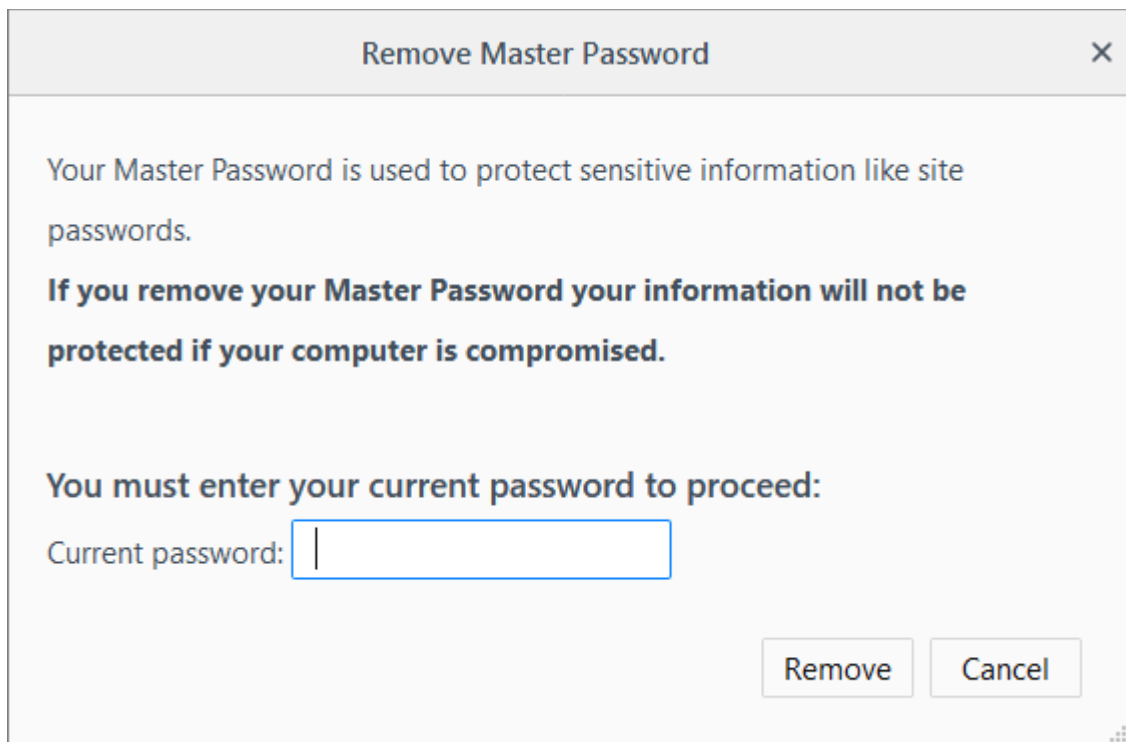 Remove Master Password
Your Master Password is used to protect sensitive information like site
passwords.
If you remove your Master Password your information will not be
protected if your computer is compromised.
You must enter your current password to proceed:
Current password:
Remove Cancel